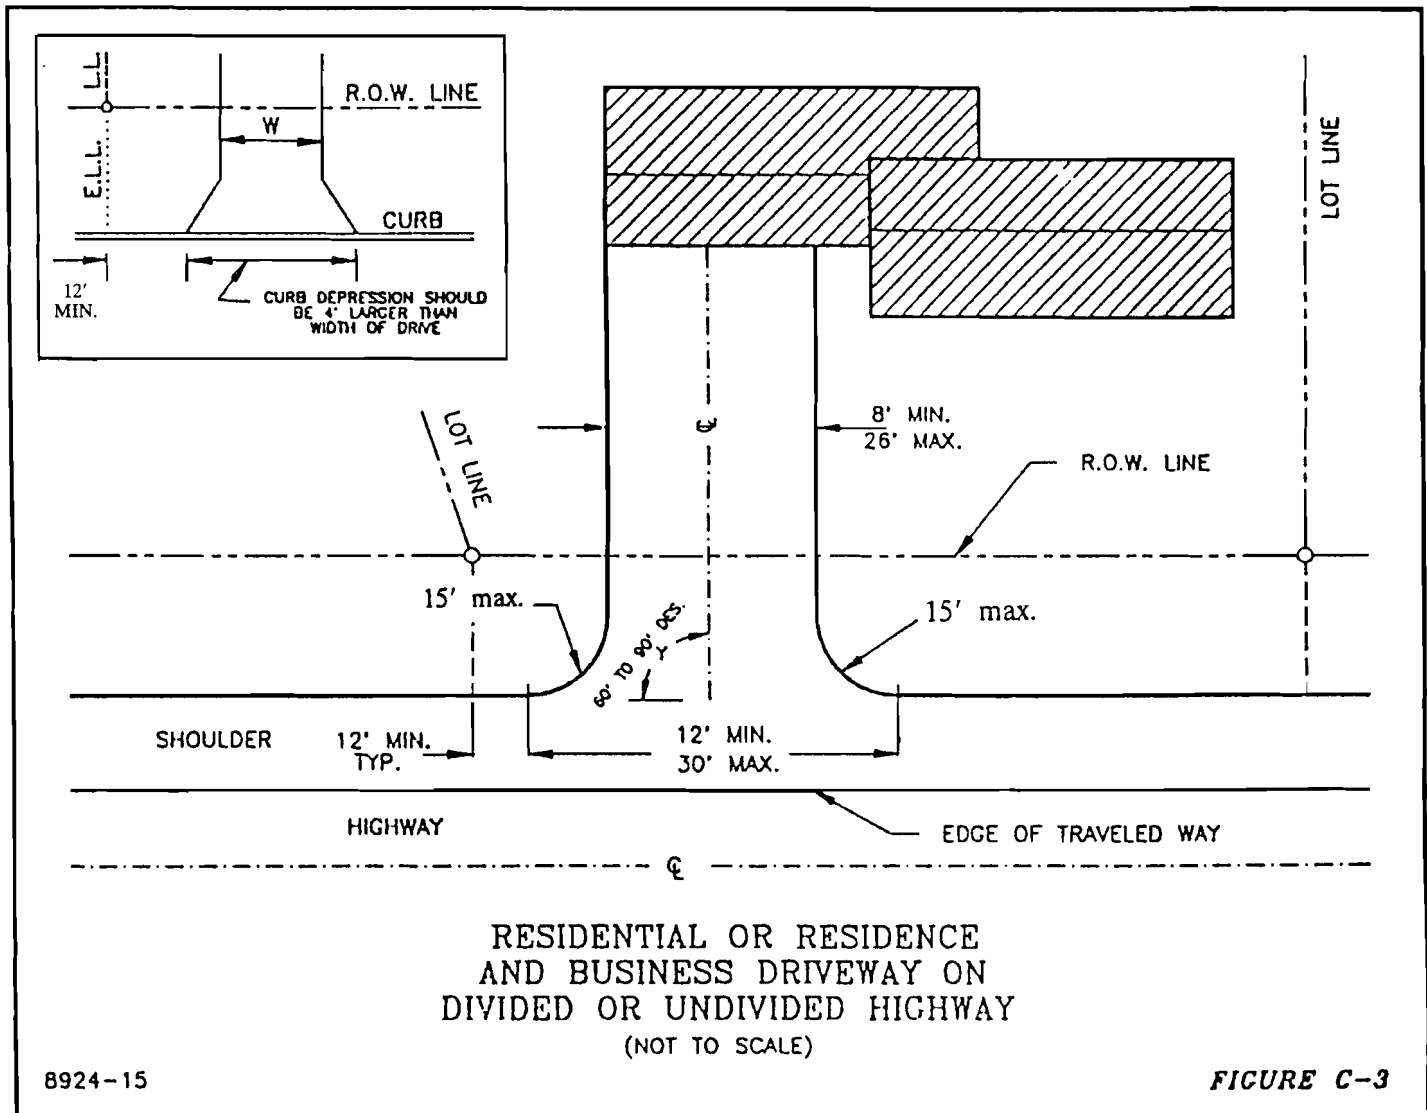 L.L.
R.O.W. LINE
W
E.L.L.
CURB
12'
MIN.
CURB DEPRESSION SHOULD
BE 4' LARGER THAN
WIDTH OF DRIVE
LOT LINE
LOT LINE
℄
8' MIN.
26' MAX.
R.O.W. LINE
15' max.
60' TO 90' DES.
Y
15' max.
SHOULDER
12' MIN.
TYP.
12' MIN.
30' MAX.
HIGHWAY
EDGE OF TRAVELED WAY
℄
RESIDENTIAL OR RESIDENCE
AND BUSINESS DRIVEWAY ON
DIVIDED OR UNDIVIDED HIGHWAY
(NOT TO SCALE)
8924-15
FIGURE C-3